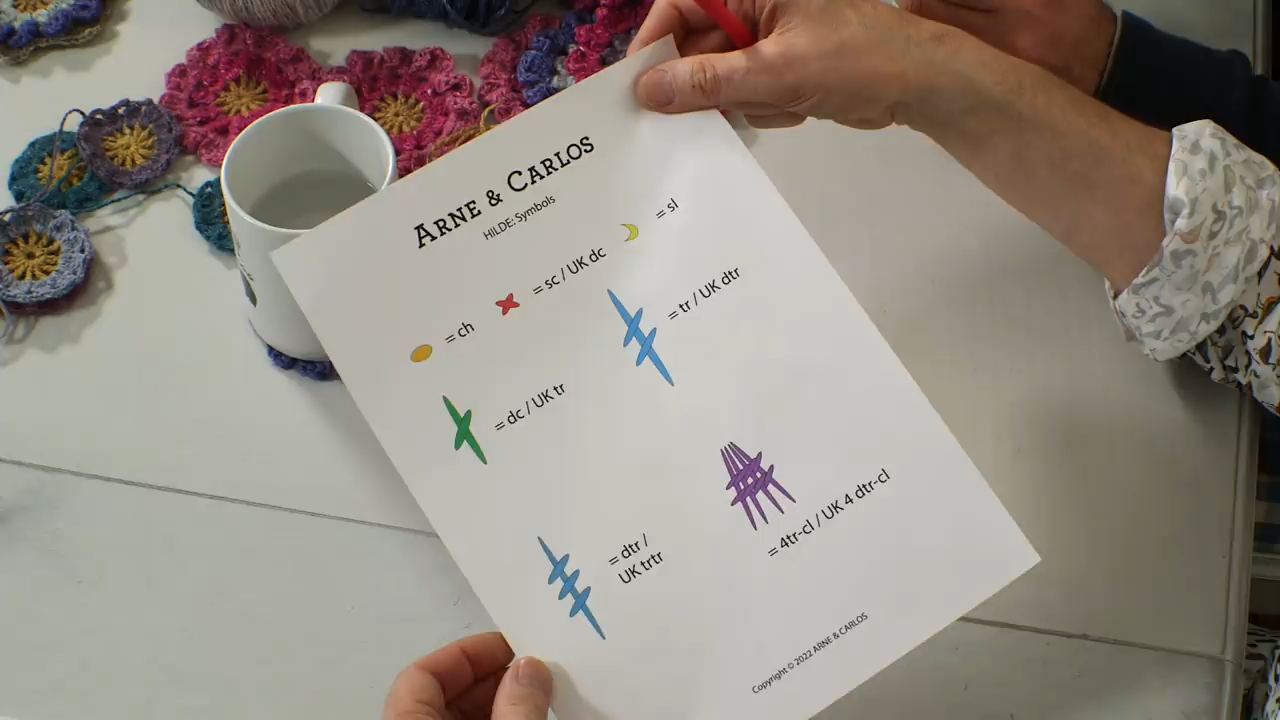 ARNE & CARLOS
HILDE: Symbols
= ch
= sc / UK dc
= sl
= dc / UK tr
= tr / UK dtr
= dtr /
UK trtr
= 4tr-cl / UK 4 dtr-cl
Copyright © 2022 ARNE & CARLOS